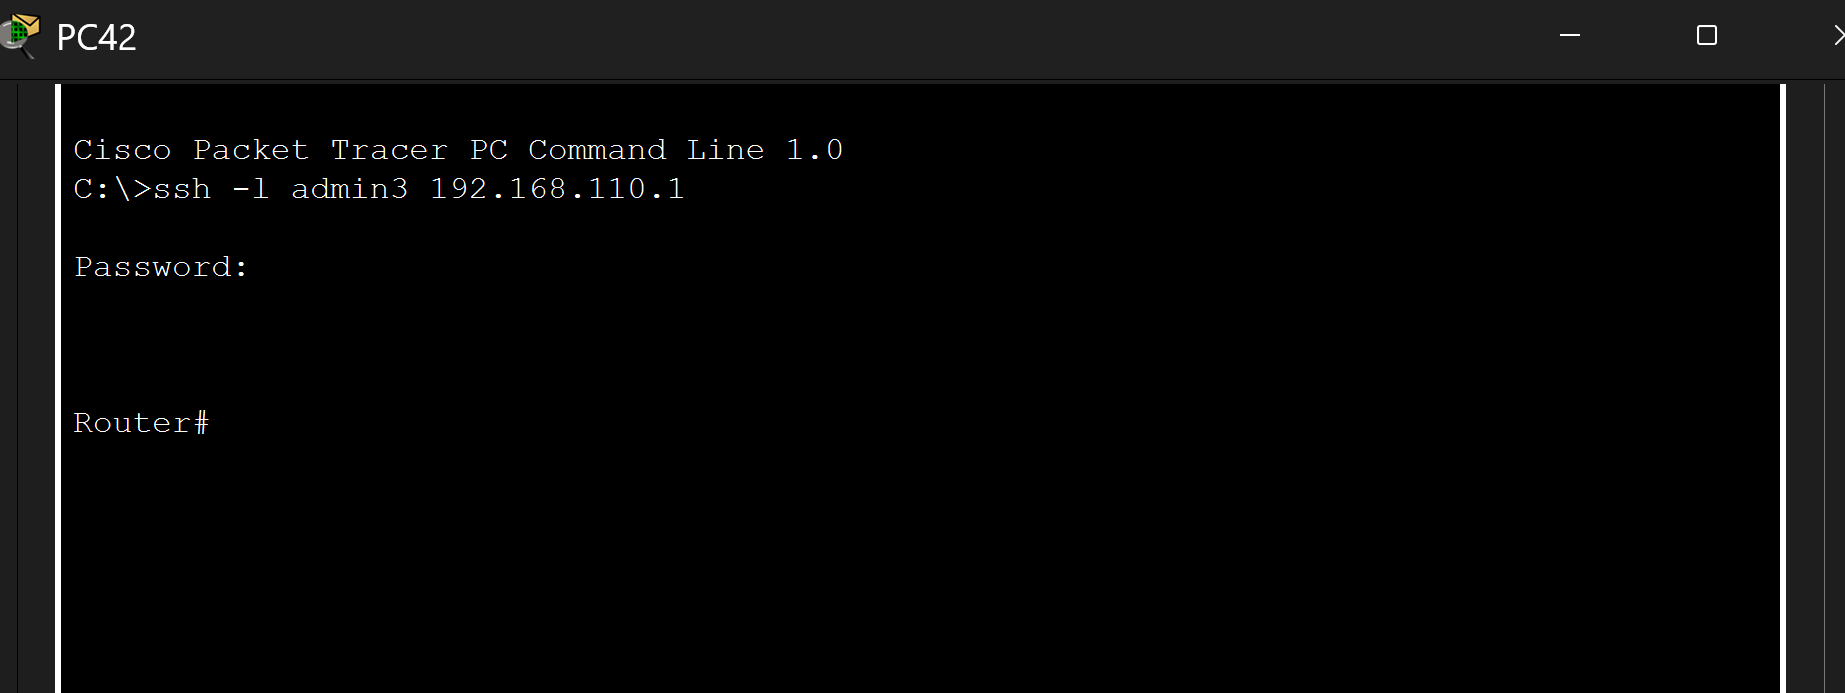 PC42
Cisco Packet Tracer PC Command Line 1.0
C:\>ssh -l admin3 192.168.110.1
Password:
Router#